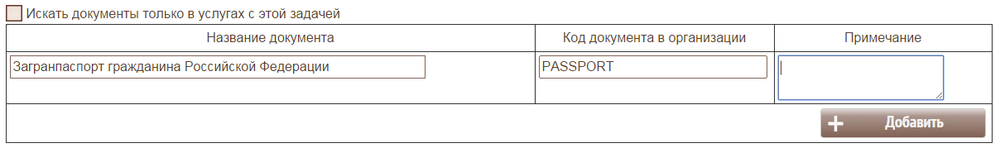 Искать документы только в услугах с этой задачей
Название документа Код документа в организации Примечание
Загранпаспорт гражданина Российской Федерации PASSPORT
Добавить